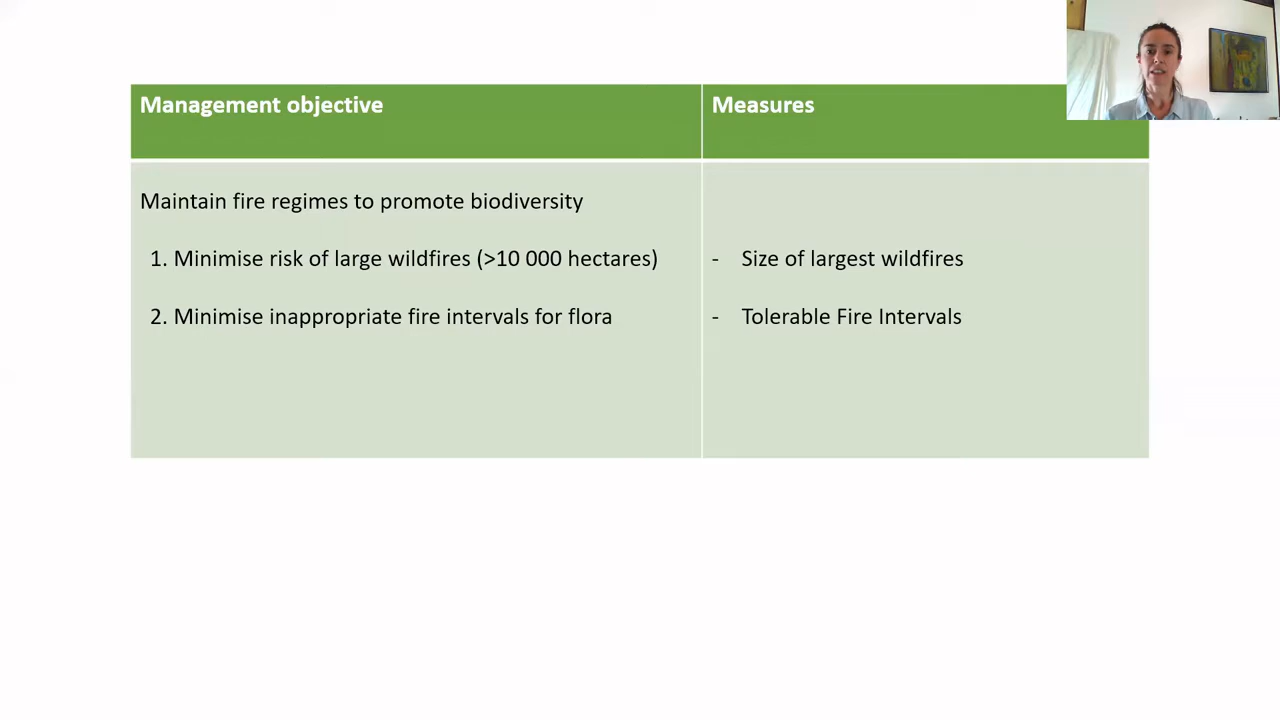 Management objective
Measures
Maintain fire regimes to promote biodiversity
1. Minimise risk of large wildfires (>10 000 hectares)
- Size of largest wildfires
2. Minimise inappropriate fire intervals for flora
- Tolerable Fire Intervals